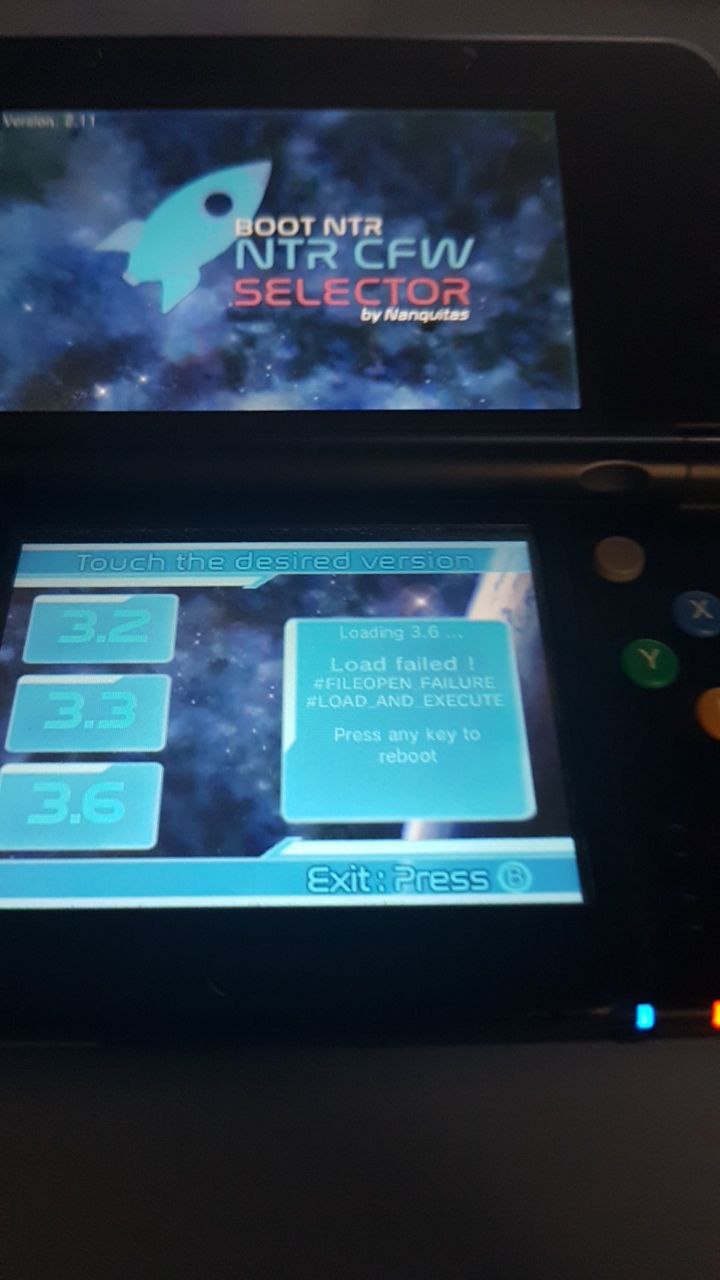 Version: 2.11
BOOT NTR
NTR CFW
SELECTOR
by Nanquitas
Touch the desired version
3.2
3.3
3.6
Loading 3.6 ...
Load failed !
#FILEOPEN_FAILURE
#LOAD_AND_EXECUTE
Press any key to
reboot
Exit : Press B
X
Y